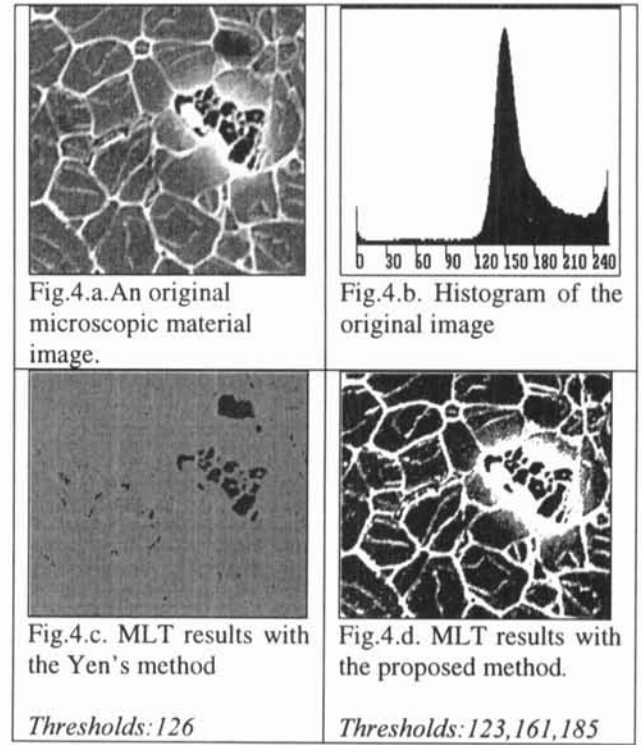 0 30 60 90 120 150 180 210 240
Fig.4.a.An original
microscopic material
image.
Fig.4.b. Histogram of the
original image
Fig.4.c. MLT results with
the Yen's method
Thresholds:126
Fig.4.d. MLT results with
the proposed method.
Thresholds:123,161,185